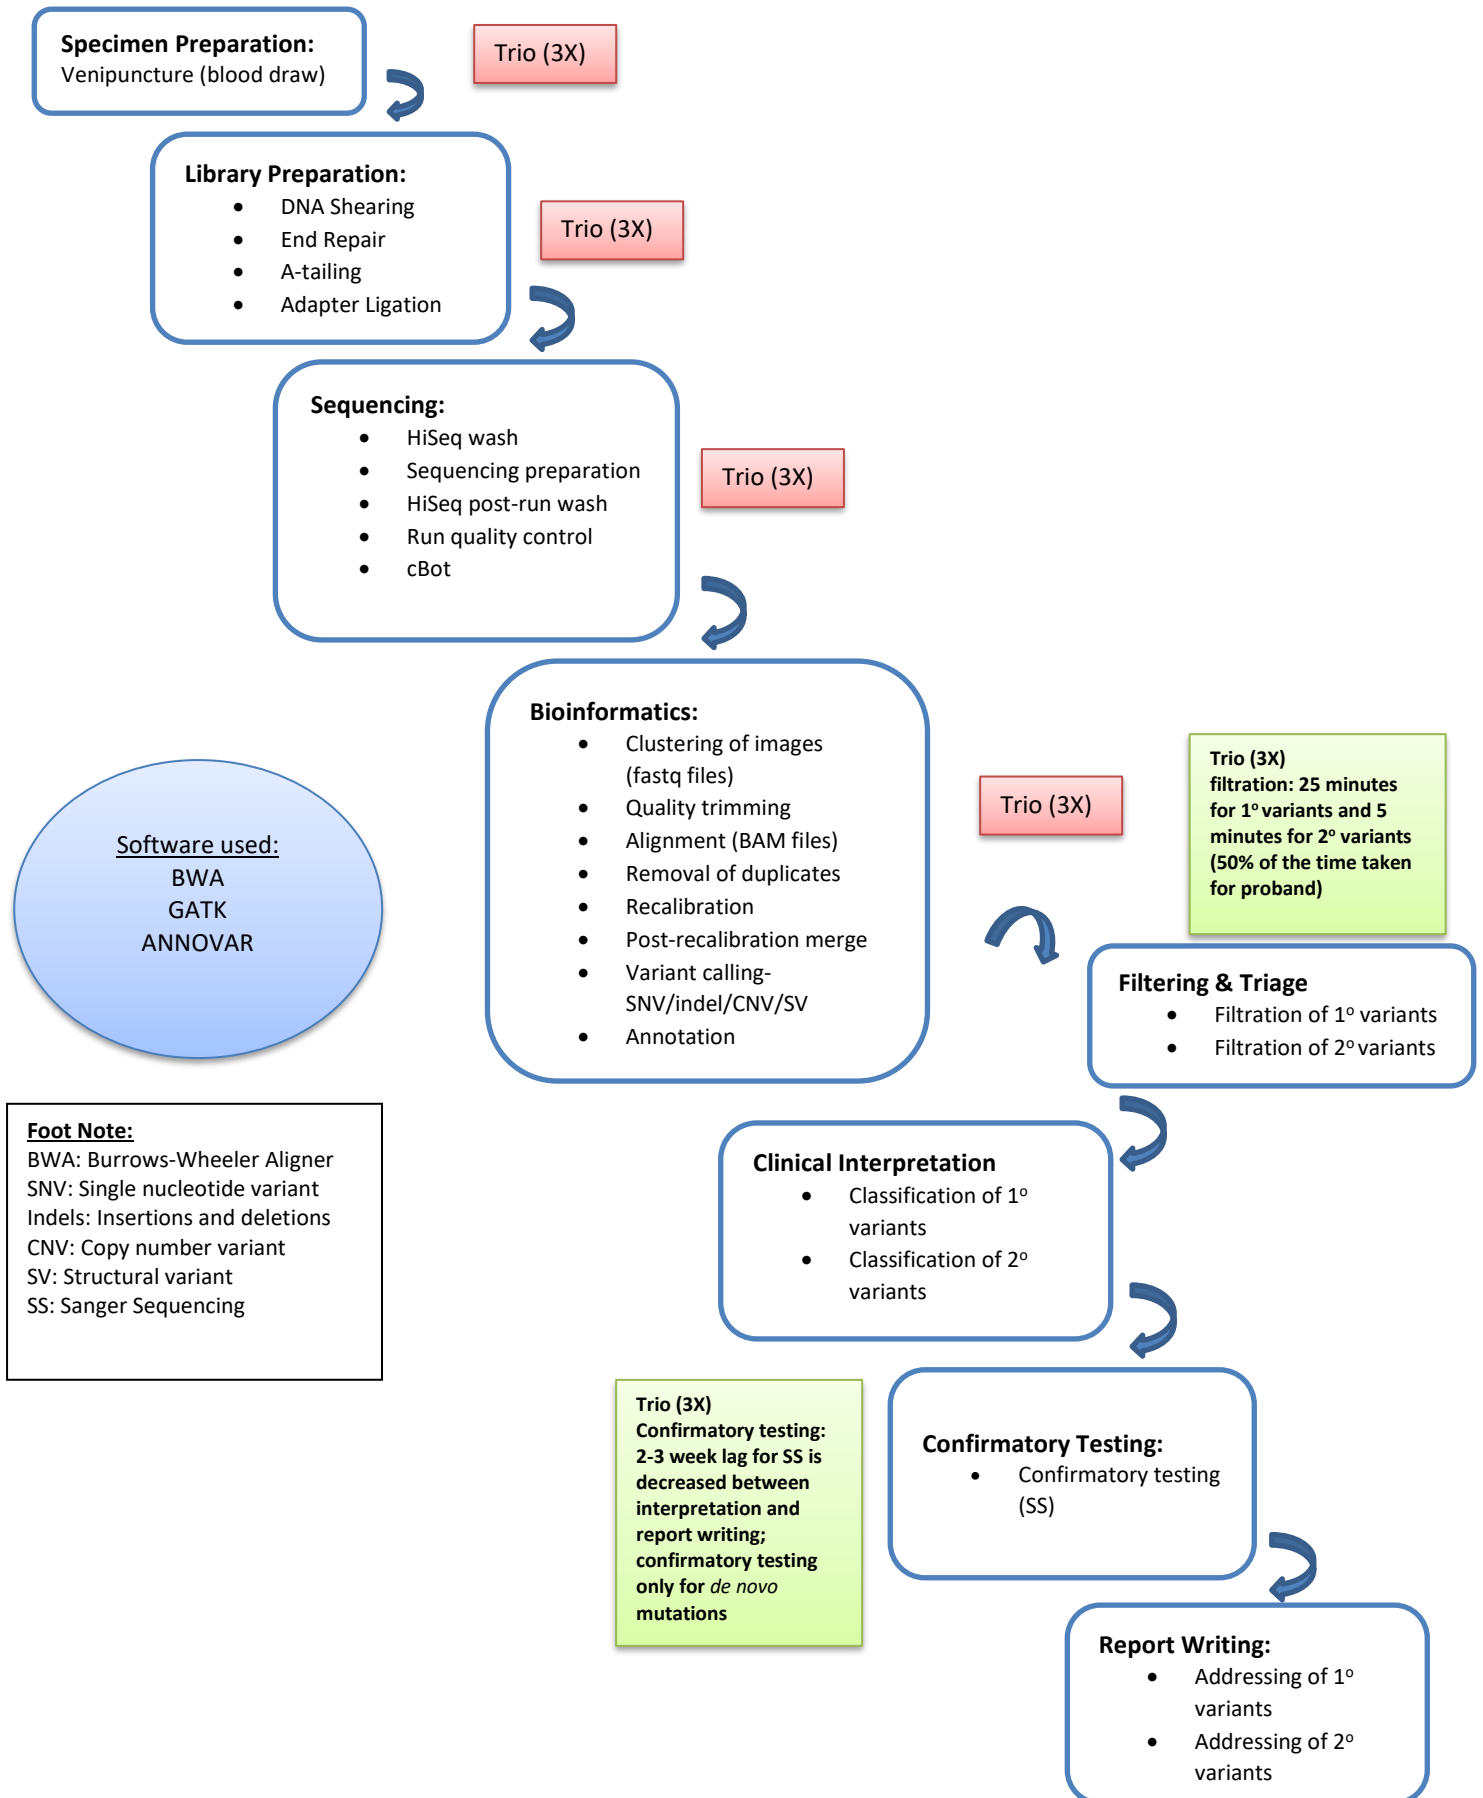 Specimen Preparation:
Venipuncture (blood draw)
Trio (3X)
Library Preparation:
• DNA Shearing
• End Repair
• A-tailing
• Adapter Ligation
Trio (3X)
Sequencing:
• HiSeq wash
• Sequencing preparation
• HiSeq post-run wash
• Run quality control
• cBot
Trio (3X)
Bioinformatics:
• Clustering of images
(fastq files)
• Quality trimming
• Alignment (BAM files)
• Removal of duplicates
• Recalibration
• Post-recalibration merge
• Variant calling-
SNV/indel/CNV/SV
• Annotation
Trio (3X)
Trio (3X)
filtration: 25 minutes
for 1º variants and 5
minutes for 2º variants
(50% of the time taken
for proband)
Software used:
BWA
GATK
ANNOVAR
Filtering & Triage
• Filtration of 1º variants
• Filtration of 2º variants
Foot Note:
BWA: Burrows-Wheeler Aligner
SNV: Single nucleotide variant
Indels: Insertions and deletions
CNV: Copy number variant
SV: Structural variant
SS: Sanger Sequencing
Clinical Interpretation
• Classification of 1º
variants
• Classification of 2º
variants
Trio (3X)
Confirmatory testing:
2-3 week lag for SS is
decreased between
interpretation and
report writing;
confirmatory testing
only for de novo
mutations
Confirmatory Testing:
• Confirmatory testing
(SS)
Report Writing:
• Addressing of 1º
variants
• Addressing of 2º
variants